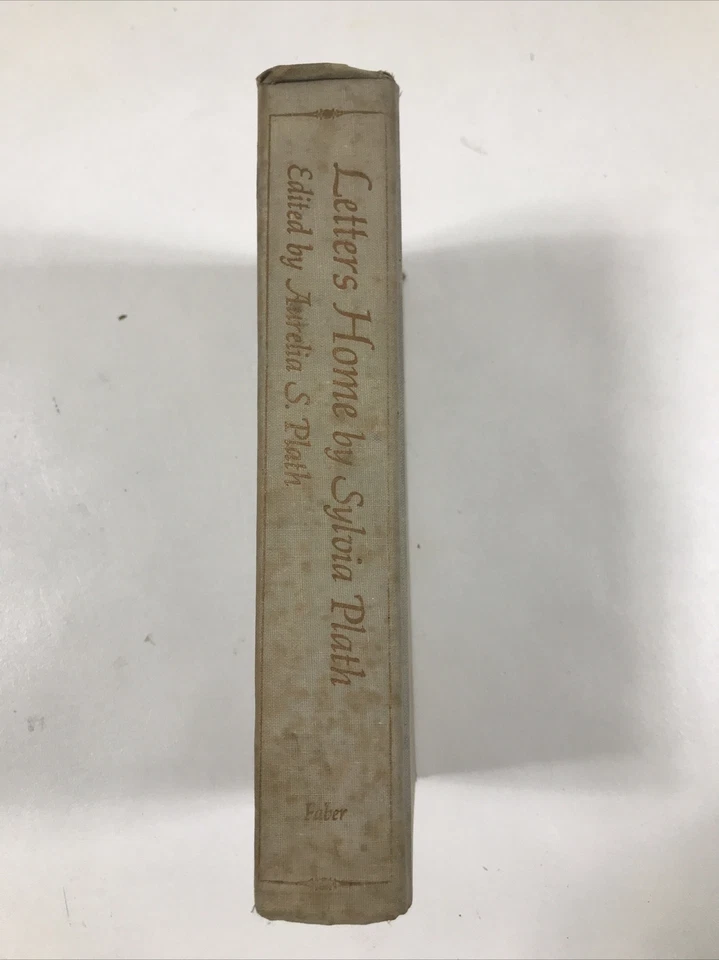 Letters Home by Sylvia Plath
Edited by Aurelia S. Plath
Faber